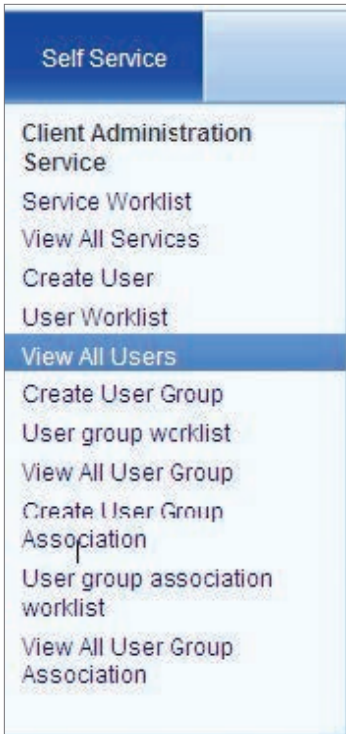 Self Service
Client Administration
Service
Service Worklist
View All Services
Create User
User Worklist
View All Users
Create User Group
User group worklist
View All User Group
Create User Group
Association
User group association
worklist
View All User Group
Association